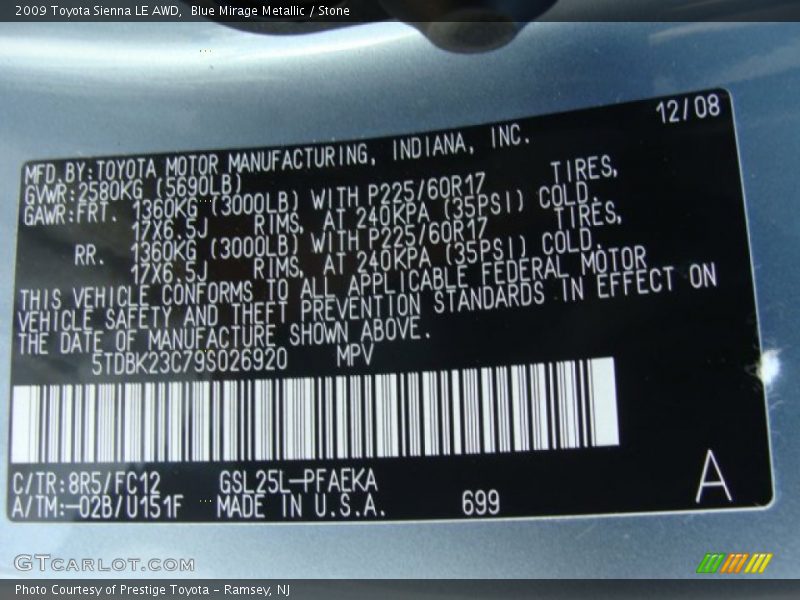 2009 Toyota Sienna LE AWD,  Blue Mirage Metallic / Stone
12/08
MFD.BY:TOYOTA MOTOR MANUFACTURING, INDIANA, INC.
GVWR:2580KG (5690LB)
GAWR:FRT. 1360KG (3000LB) WITH P225/60R17 TIRES,
17X6.5J RIMS, AT 240KPA (35PSI) COLD.
RR. 1360KG (3000LB) WITH P225/60R17 TIRES,
17X6.5J RIMS, AT 240KPA (35PSI) COLD.
THIS VEHICLE CONFORMS TO ALL APPLICABLE FEDERAL MOTOR
VEHICLE SAFETY AND THEFT PREVENTION STANDARDS IN EFFECT ON
THE DATE OF MANUFACTURE SHOWN ABOVE.
5TDBK23C79S026920 MPV
C/TR:8R5/FC12 GSL25L-PFAEKA
A/TM:-02B/U151F MADE IN U.S.A. 699
A
GTcarlot.com
Photo Courtesy of Prestige Toyota - Ramsey, NJ